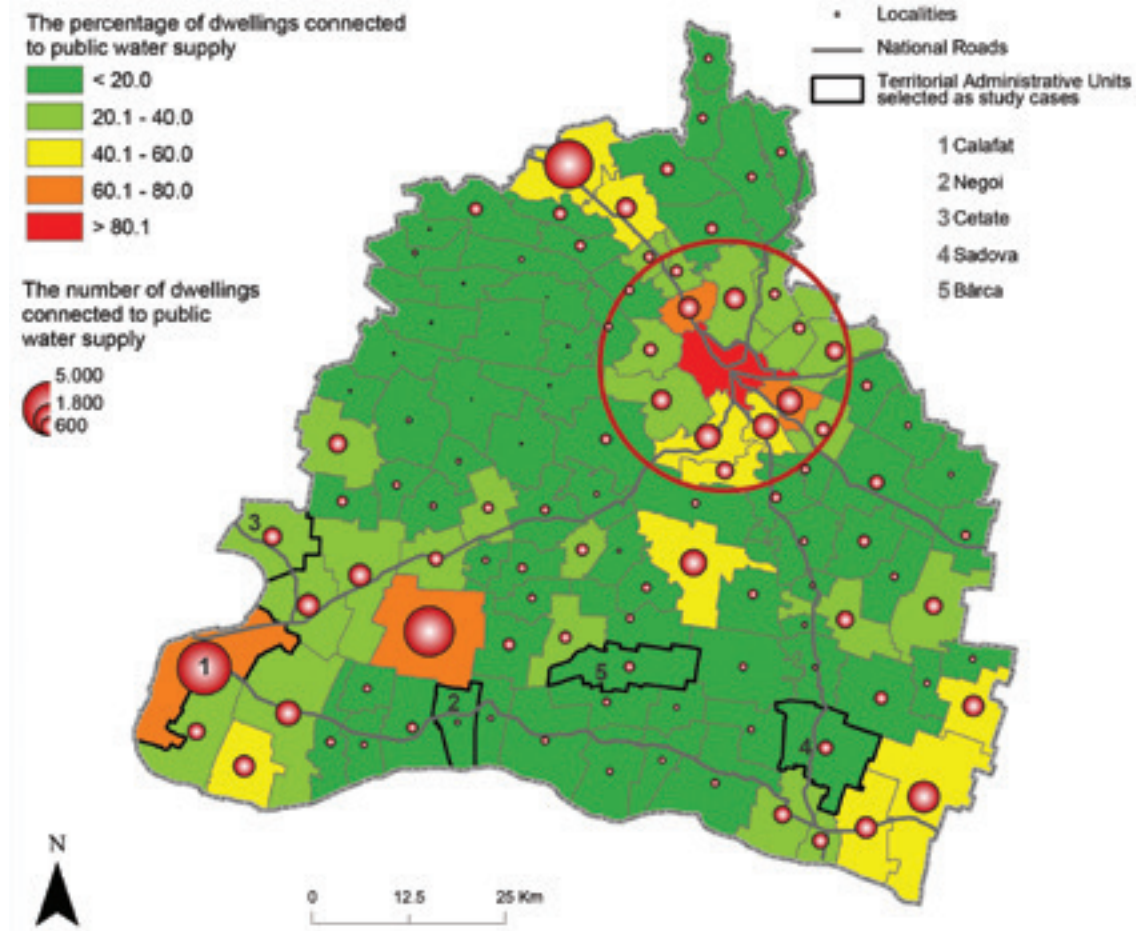 The percentage of dwellings connected
to public water supply
< 20.0
20.1 - 40.0
40.1 - 60.0
60.1 - 80.0
> 80.1
The number of dwellings
connected to public
water supply
5.000
1.800
600
Localities
National Roads
Territorial Administrative Units
selected as study cases
1 Calafat
2 Negoi
3 Cetate
4 Sadova
5 Bârca
3
1
2
5
4
N
0 12.5 25 Km